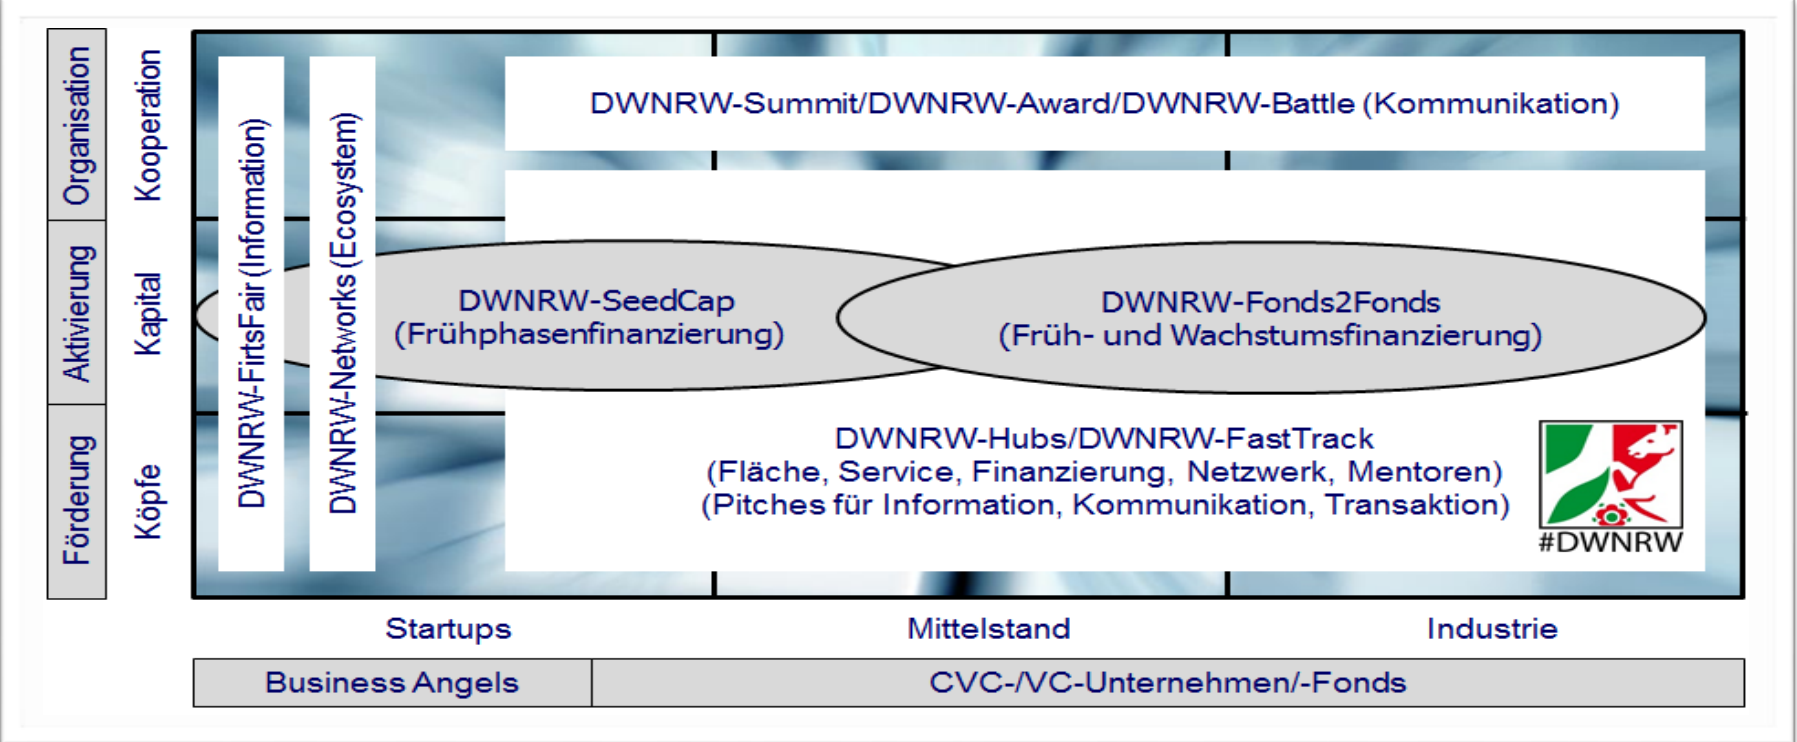 Organisation
Kooperation
Aktivierung
Kapital
Förderung
Köpfe
DWNRW-FirtsFair (Information)
DWNRW-Networks (Ecosystem)
DWNRW-Summit/DWNRW-Award/DWNRW-Battle (Kommunikation)
DWNRW-SeedCap
(Frühphasenfinanzierung)
DWNRW-Fonds2Fonds
(Früh- und Wachstumsfinanzierung)
DWNRW-Hubs/DWNRW-FastTrack
(Fläche, Service, Finanzierung, Netzwerk, Mentoren)
(Pitches für Information, Kommunikation, Transaktion)
#DWNRW
Startups
Mittelstand
Industrie
Business Angels
CVC-/VC-Unternehmen/-Fonds